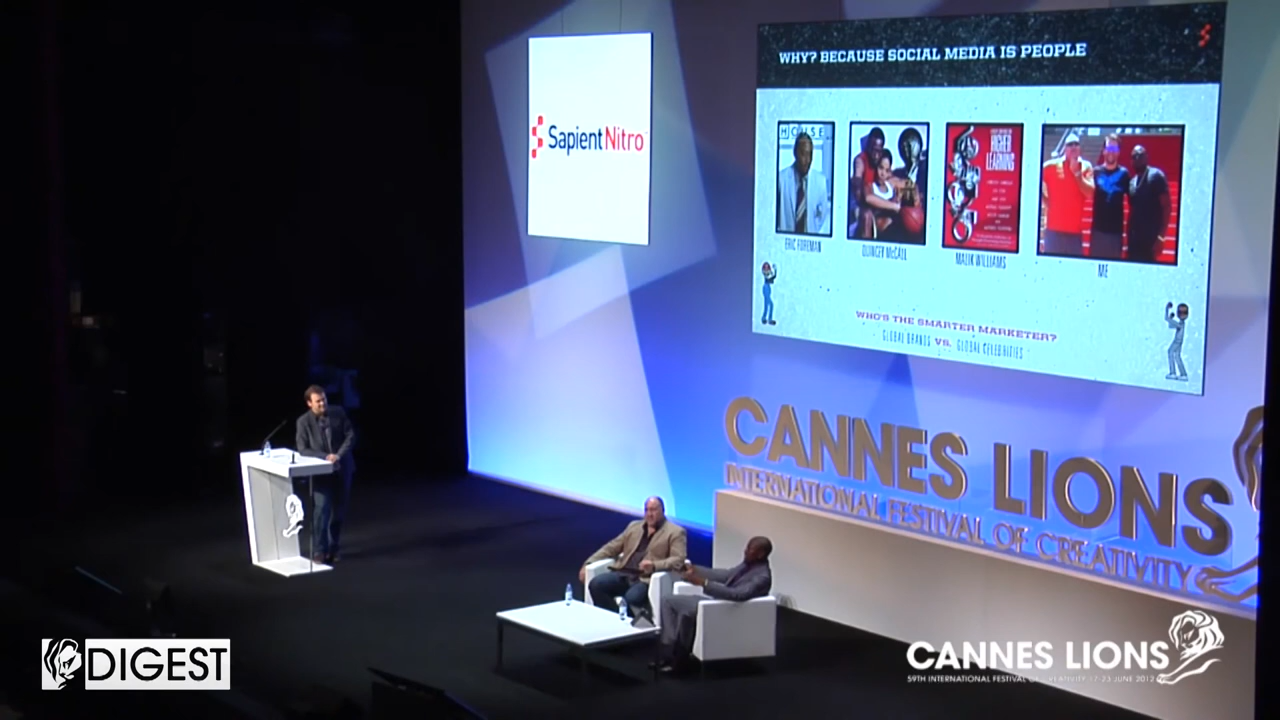 WHY? BECAUSE SOCIAL MEDIA IS PEOPLE
SapientNitro
HOUSE
HIGHER
LEARNING
ERIC FOREMAN
QUINCEY McCALL
MALIK WILLIAMS
ME
WHO'S THE SMARTER MARKETER?
GLOBAL BRANDS VS. GLOBAL CELEBRITIES
CANNES LIONS
INTERNATIONAL FESTIVAL OF CREATIVITY
DIGEST
CANNES LIONS
59TH INTERNATIONAL FESTIVAL OF CREATIVITY 17-23 JUNE 2012